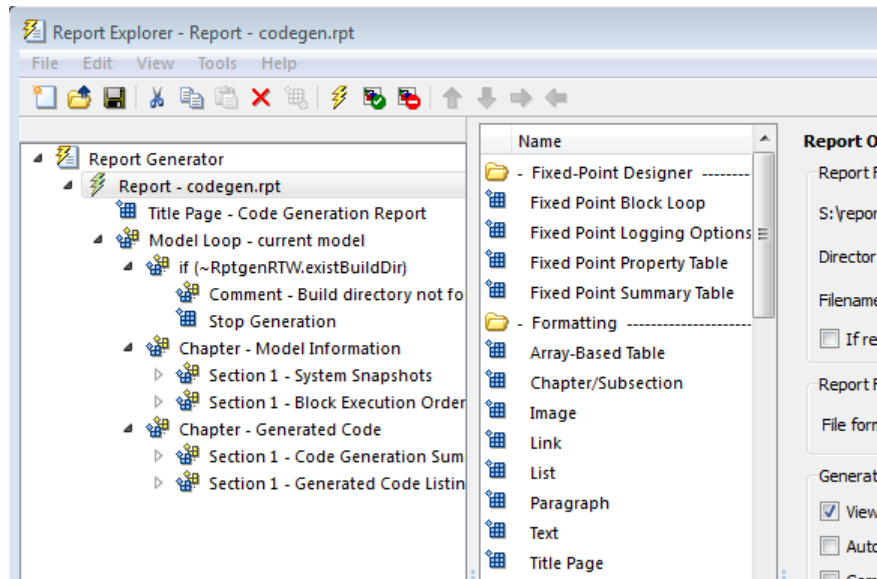 Report Explorer - Report - codegen.rpt
File Edit View Tools Help
Report Generator
Report - codegen.rpt
Title Page - Code Generation Report
Model Loop - current model
if (~RptgenRTW.existBuildDir)
Comment - Build directory not fo
Stop Generation
Chapter - Model Information
Section 1 - System Snapshots
Section 1 - Block Execution Order
Chapter - Generated Code
Section 1 - Code Generation Sum
Section 1 - Generated Code Listin
Name
- Fixed-Point Designer --------
Fixed Point Block Loop
Fixed Point Logging Options
Fixed Point Property Table
Fixed Point Summary Table
- Formatting --------------------
Array-Based Table
Chapter/Subsection
Image
Link
List
Paragraph
Text
Title Page
Report O
Report F
S:\repor
Director
Filename
If re
Report F
File form
Generat
View
Auto